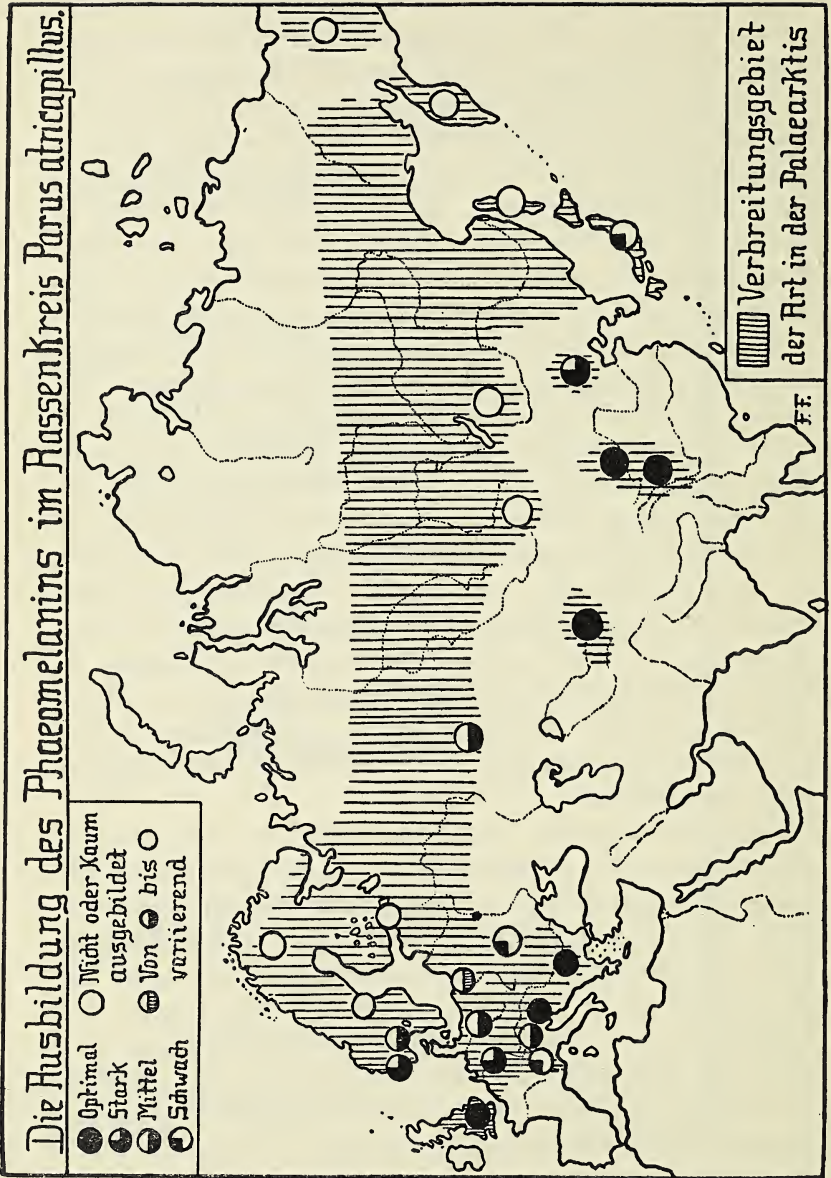 Die Ausbildung des Phaeomelanins im Rassenkreis Parus atricapillus.
Optimal
Stark
Mittel
Schwach
Nicht oder Kaum
ausgebildet
Von bis
variierend
Verbreitungsgebiet
der Art in der Palaearktis
F.F.